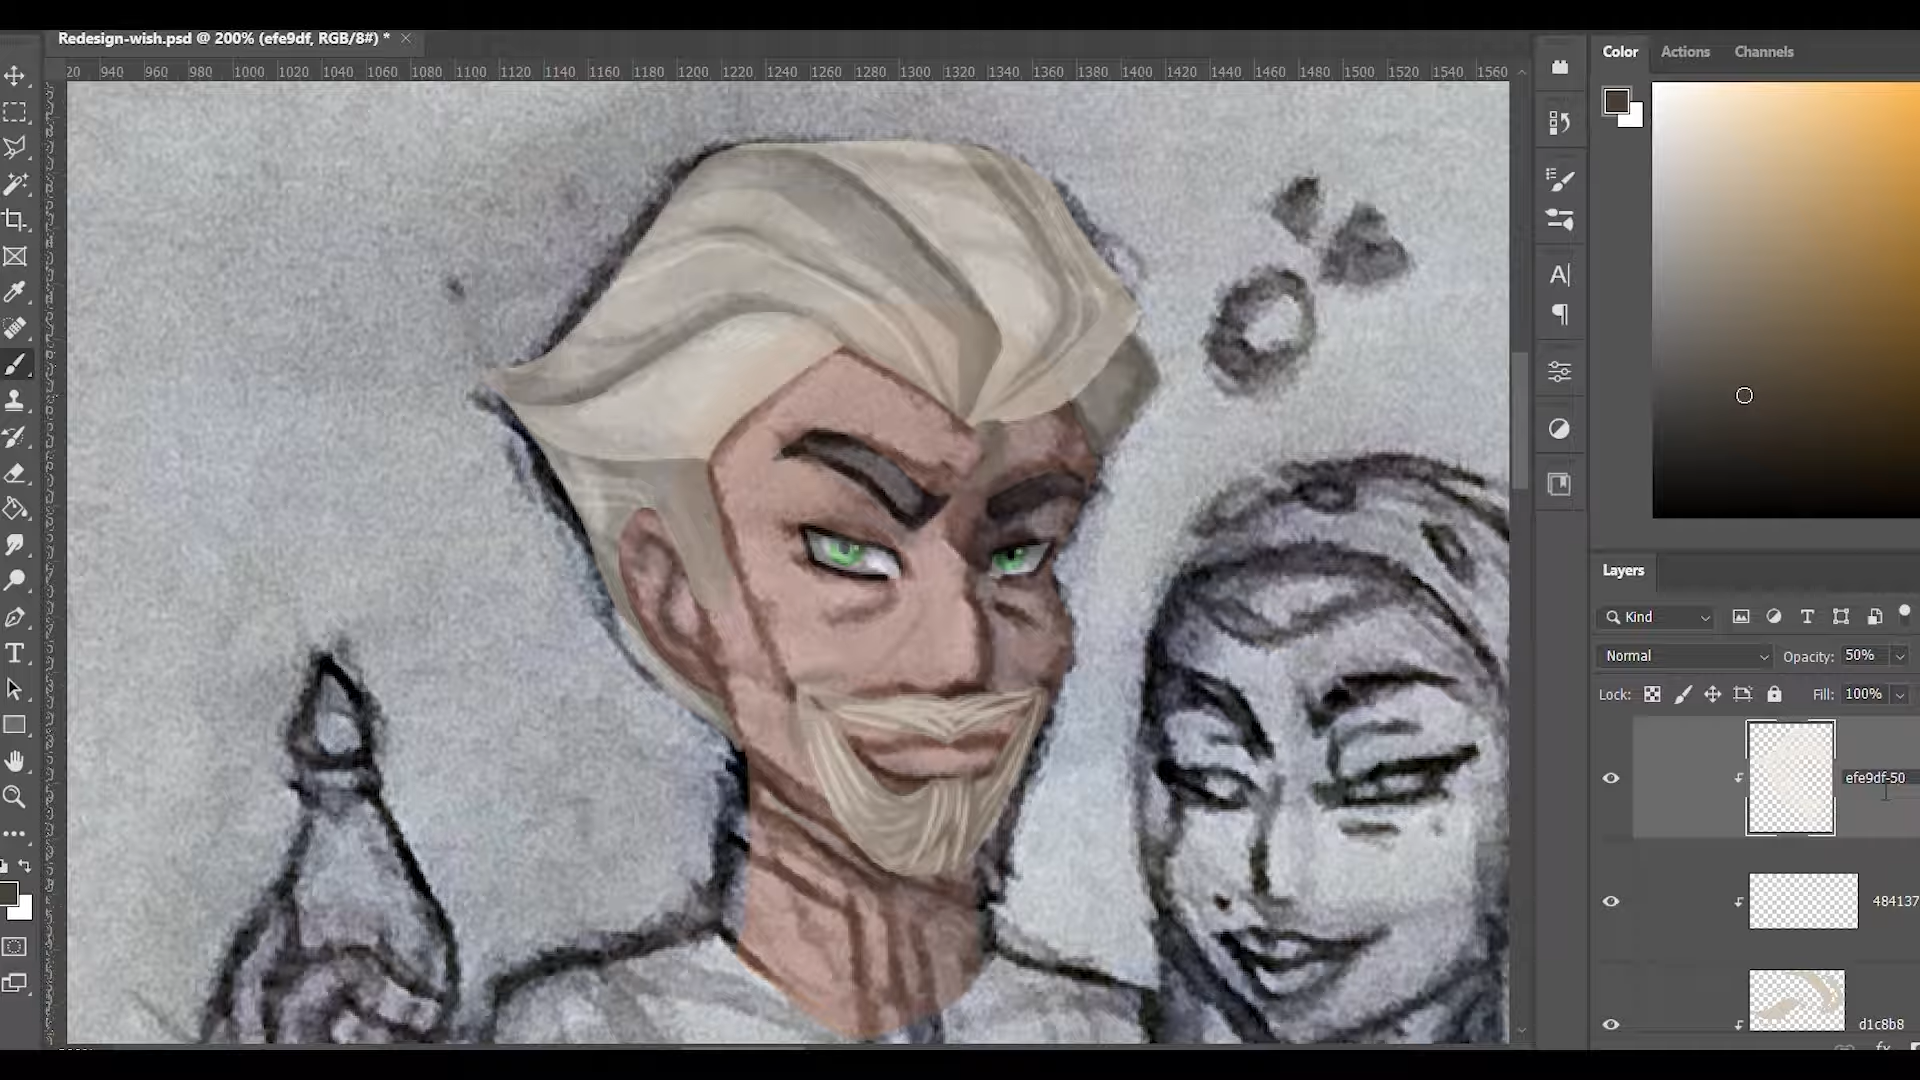 Redesign-wish.psd @ 200% (efe9df, RGB/8#) * ×
Color Actions Channels
20 940 960 980 1000 1020 1040 1060 1080 1100 1120 1140 1160 1180 1200 1220 1240 1260 1280 1300 1320 1340 1360 1380 1400 1420 1440 1460 1480 1500 1520 1540 1560
Layers
Kind
Normal Opacity: 50%
Lock: Fill: 100%
efe9df-50
484137
d1c8b8
fx